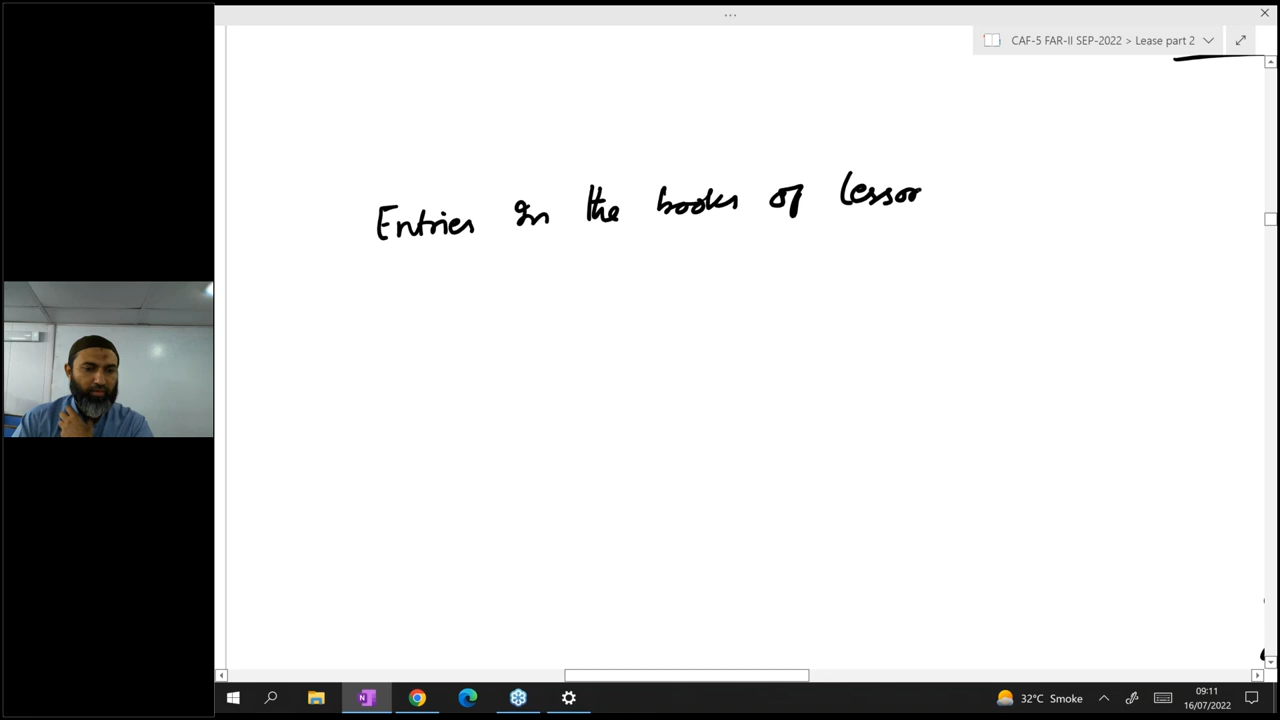 CAF-5 FAR-II SEP-2022 > Lease part 2
Entries in the books of lessor
32°C Smoke
09:11
16/07/2022